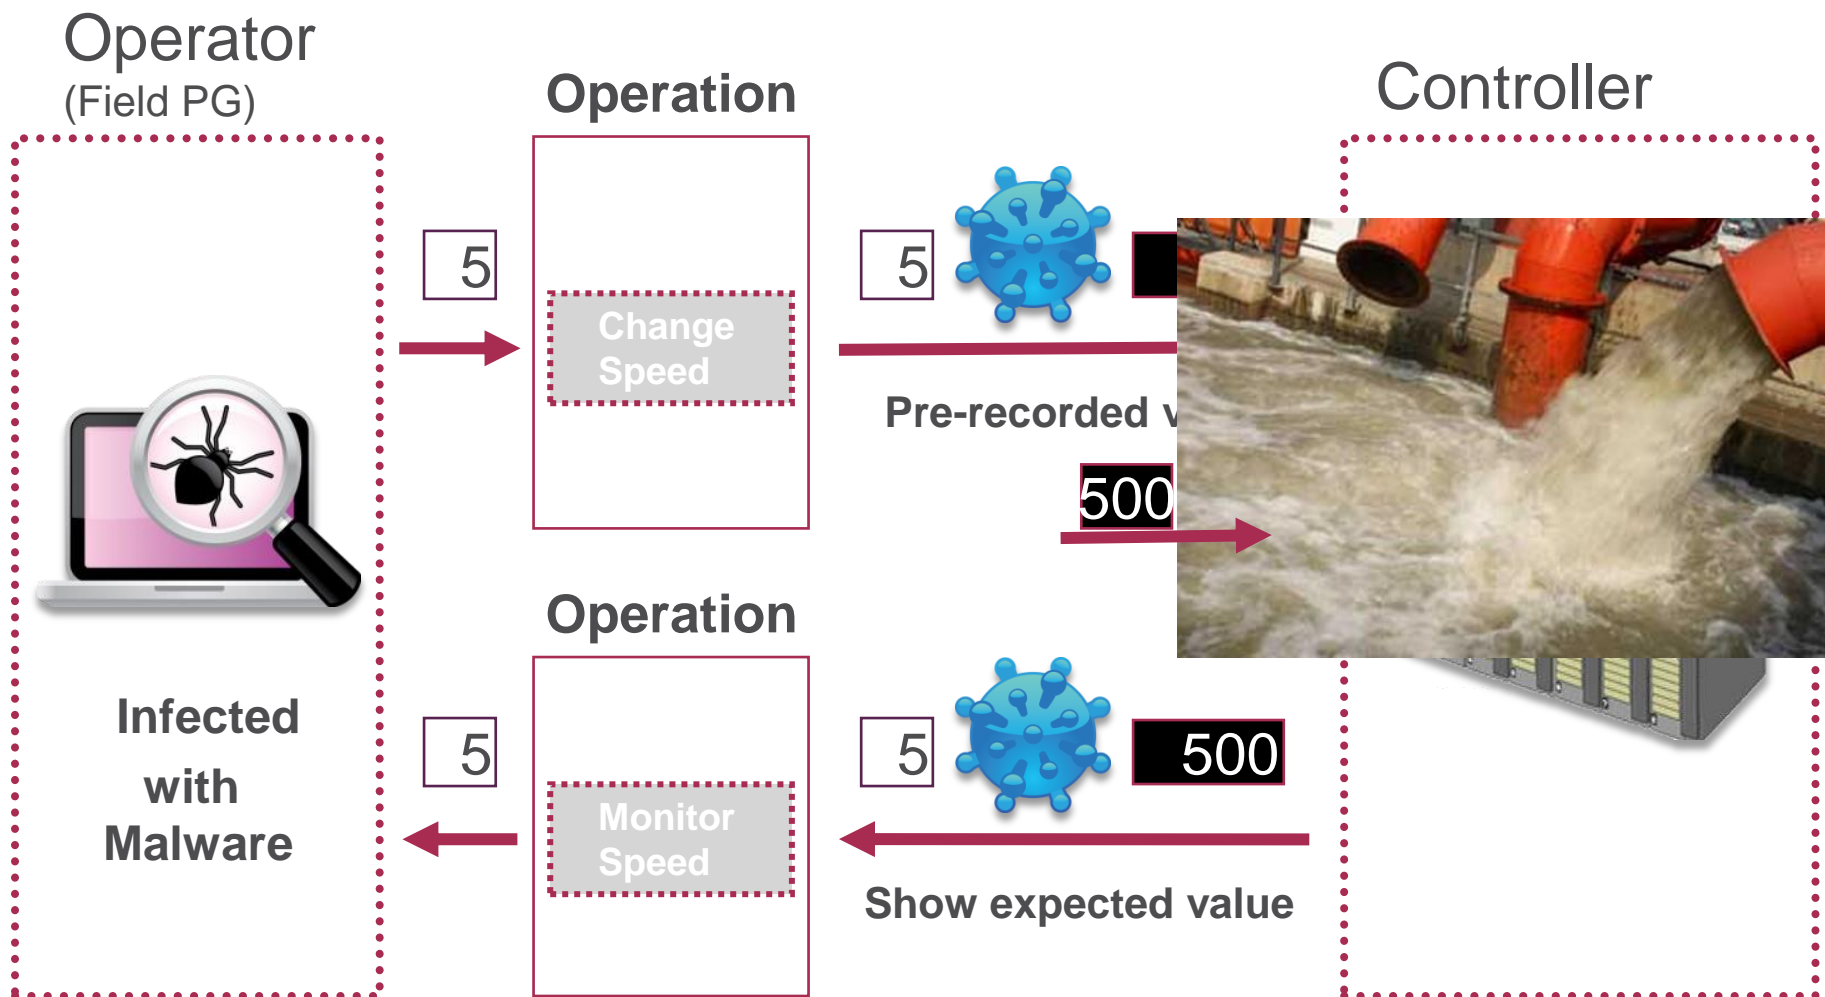 Operator
(Field PG)
Operation
Controller
5
5
Change
Speed
Pre-recorded
500
Operation
Infected
with
Malware
5
5
500
Monitor
Speed
Show expected value